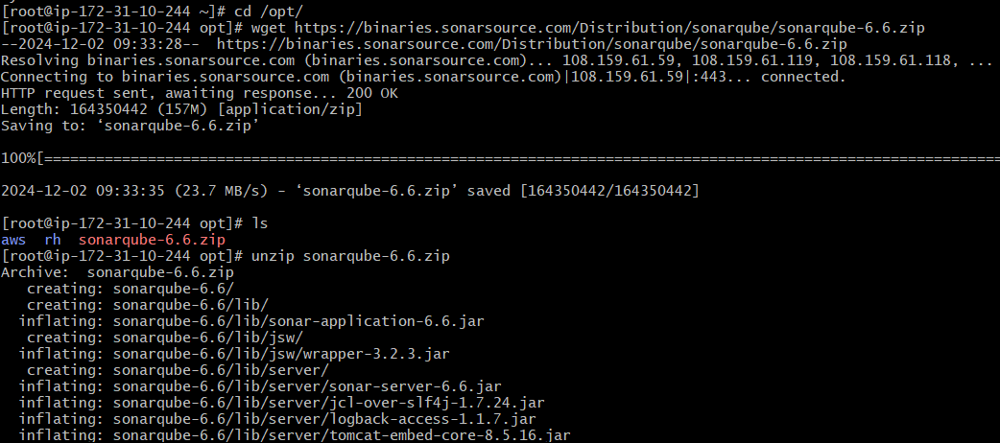 [root@ip-172-31-10-244 ~]# cd /opt/
[root@ip-172-31-10-244 opt]# wget https://binaries.sonarsource.com/Distribution/sonarqube/sonarqube-6.6.zip
--2024-12-02 09:33:28--  https://binaries.sonarsource.com/Distribution/sonarqube/sonarqube-6.6.zip
Resolving binaries.sonarsource.com (binaries.sonarsource.com)... 108.159.61.59, 108.159.61.119, 108.159.61.118, ...
Connecting to binaries.sonarsource.com (binaries.sonarsource.com)|108.159.61.59|:443... connected.
HTTP request sent, awaiting response... 200 OK
Length: 164350442 (157M) [application/zip]
Saving to: ‘sonarqube-6.6.zip’
100%[===================================================================================================================
2024-12-02 09:33:35 (23.7 MB/s) - ‘sonarqube-6.6.zip’ saved [164350442/164350442]
[root@ip-172-31-10-244 opt]# ls
aws  rh  sonarqube-6.6.zip
[root@ip-172-31-10-244 opt]# unzip sonarqube-6.6.zip
Archive:  sonarqube-6.6.zip
   creating: sonarqube-6.6/
   creating: sonarqube-6.6/lib/
  inflating: sonarqube-6.6/lib/sonar-application-6.6.jar
   creating: sonarqube-6.6/lib/jsw/
  inflating: sonarqube-6.6/lib/jsw/wrapper-3.2.3.jar
   creating: sonarqube-6.6/lib/server/
  inflating: sonarqube-6.6/lib/server/sonar-server-6.6.jar
  inflating: sonarqube-6.6/lib/server/jcl-over-slf4j-1.7.24.jar
  inflating: sonarqube-6.6/lib/server/logback-access-1.1.7.jar
  inflating: sonarqube-6.6/lib/server/tomcat-embed-core-8.5.16.jar